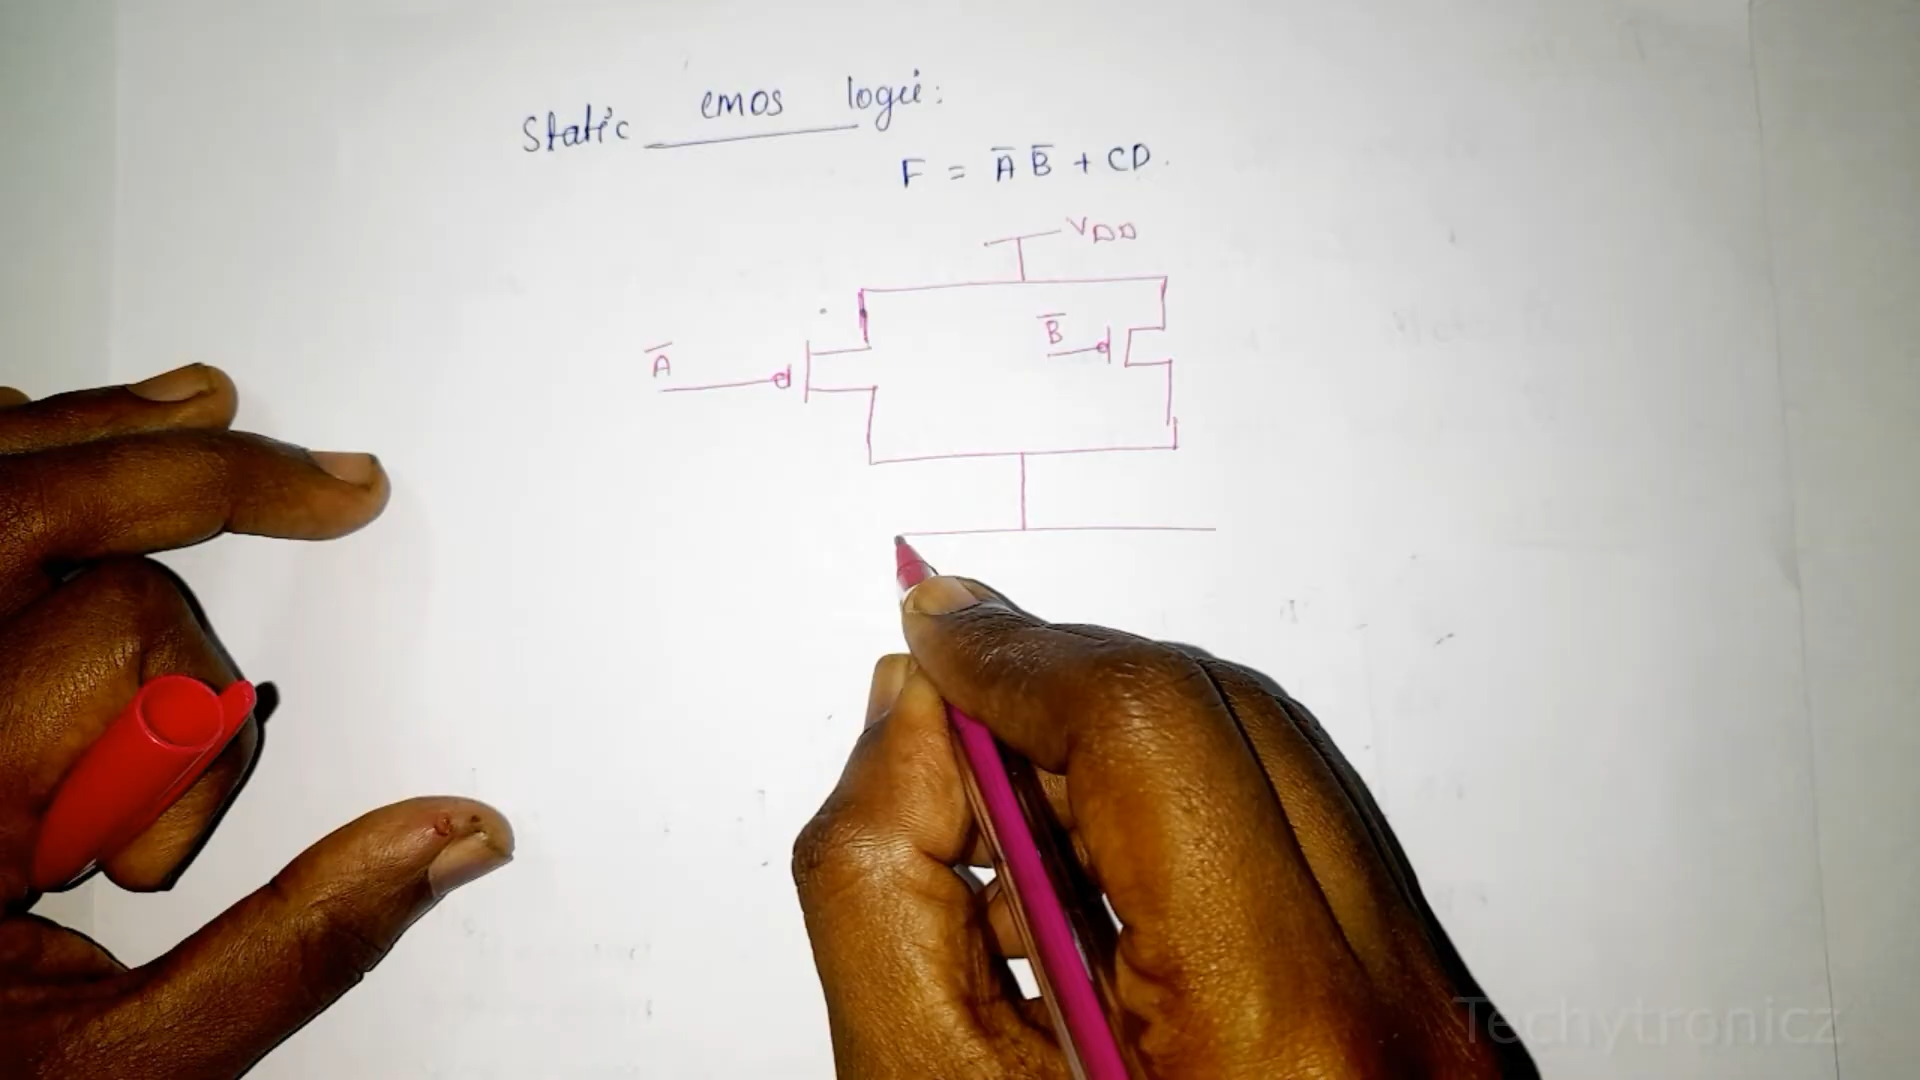 Static cmos logic:
F = A̅ B̅ + CD.
VDD
B̅
A̅
Techytronicz